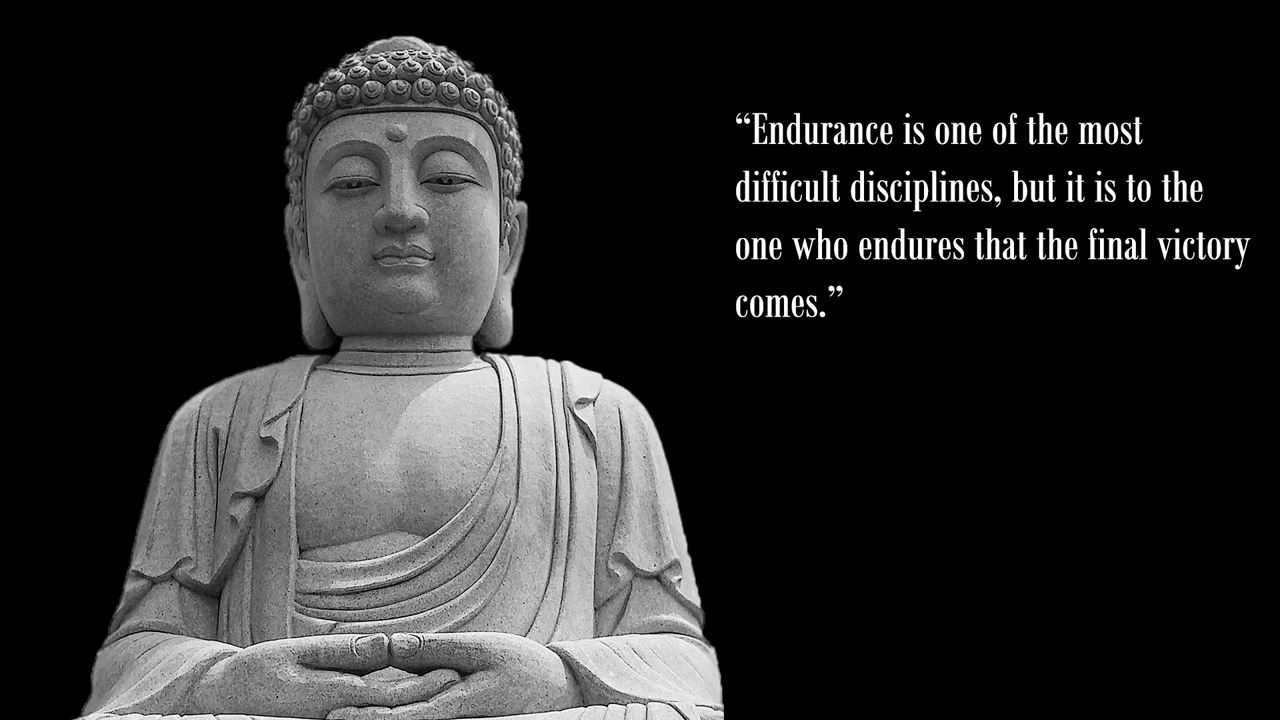 “Endurance is one of the most
difficult disciplines, but it is to the
one who endures that the final victory
comes.”